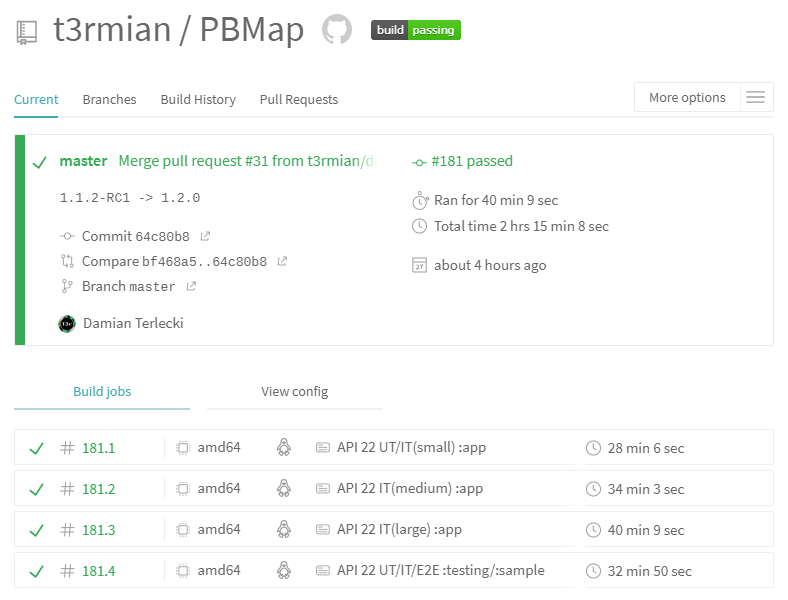 t3rmian / PBMap build passing
Current Branches Build History Pull Requests More options
master Merge pull request #31 from t3rmian/d
#181 passed
1.1.2-RC1 -> 1.2.0
Ran for 40 min 9 sec
Total time 2 hrs 15 min 8 sec
Commit 64c80b8
Compare bf468a5..64c80b8
27 about 4 hours ago
Branch master
T3r Damian Terlecki
Build jobs View config
# 181.1 amd64 API 22 UT/IT(small) :app 28 min 6 sec
# 181.2 amd64 API 22 IT(medium) :app 34 min 3 sec
# 181.3 amd64 API 22 IT(large) :app 40 min 9 sec
# 181.4 amd64 API 22 UT/IT/E2E :testing/:sample 32 min 50 sec